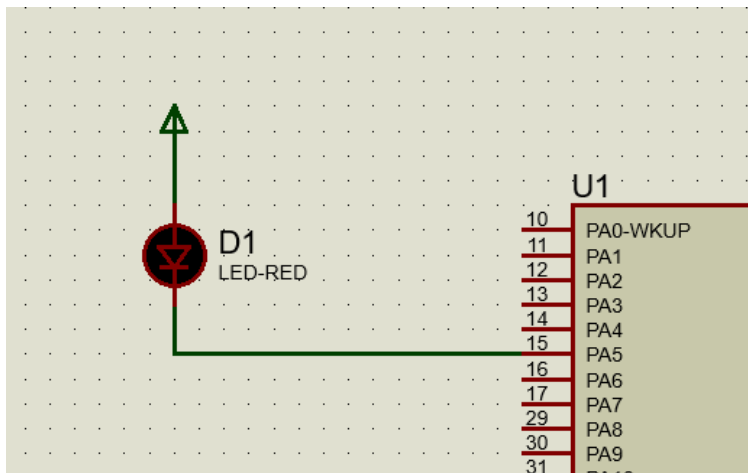 U1
10 PA0-WKUP
11 PA1
D1
12 PA2
LED-RED
13 PA3
14 PA4
15 PA5
16 PA6
17 PA7
29 PA8
30 PA9
31